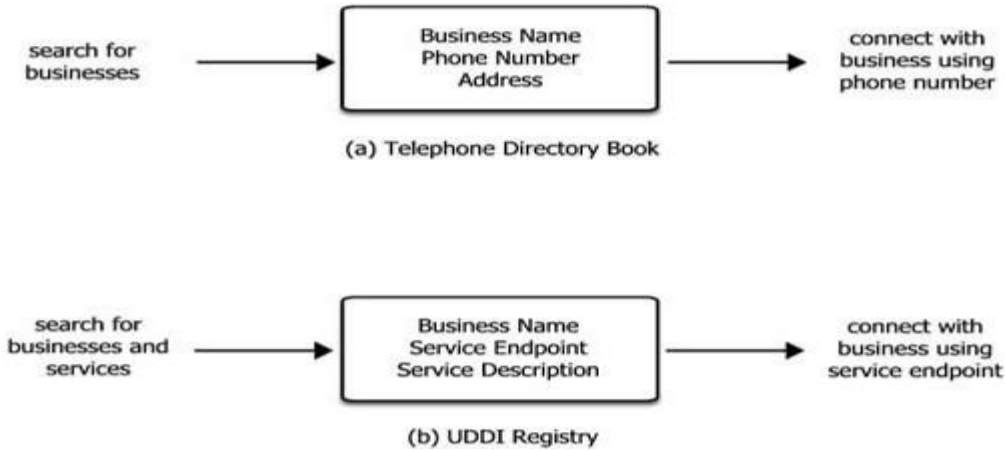 search for
businesses
Business Name
Phone Number
Address
connect with
business using
phone number
(a) Telephone Directory Book
search for
businesses and
services
Business Name
Service Endpoint
Service Description
connect with
business using
service endpoint
(b) UDDI Registry